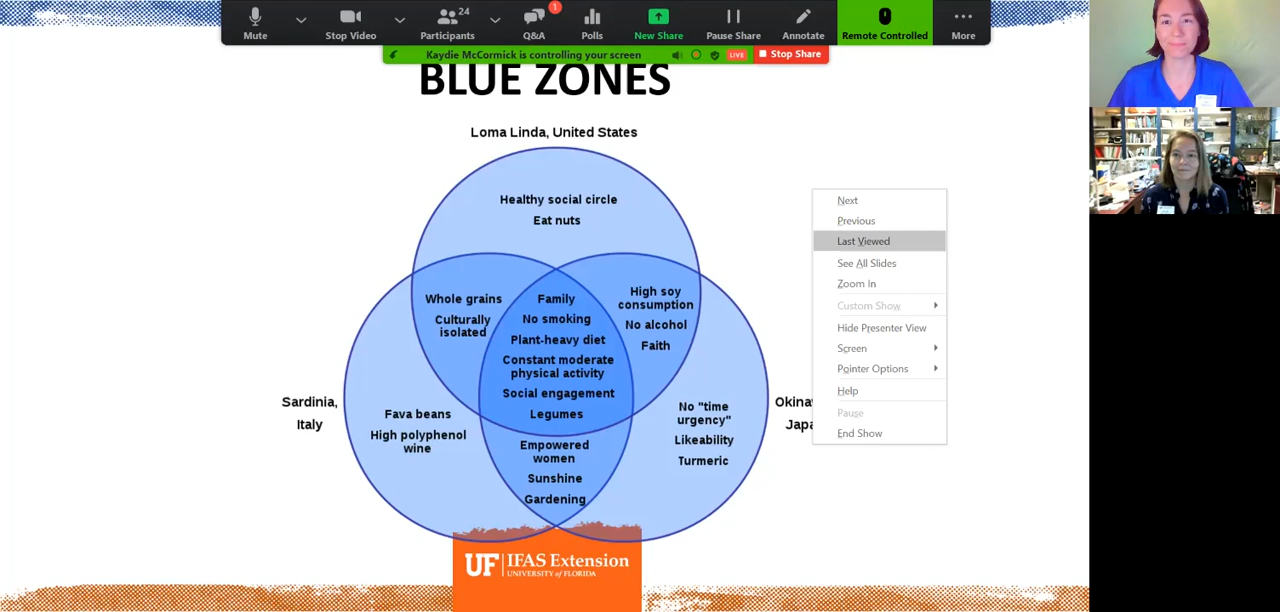 24
1
Mute
Stop Video
Participants
Q&A
Polls
New Share
Pause Share
Annotate
Remote Controlled
More
Kaydie McCormick is controlling your screen
LIVE
Stop Share
BLUE ZONES
Loma Linda, United States
Healthy social circle
Eat nuts
Whole grains
Culturally
isolated
Family
No smoking
Plant-heavy diet
Constant moderate
physical activity
Social engagement
Legumes
High soy
consumption
No alcohol
Faith
Sardinia,
Italy
Fava beans
High polyphenol
wine
Empowered
women
Sunshine
Gardening
No "time
urgency"
Likeability
Turmeric
Okinav
Japa
Next
Previous
Last Viewed
See All Slides
Zoom In
Custom Show
Hide Presenter View
Screen
Pointer Options
Help
Pause
End Show
UF IFAS Extension
UNIVERSITY of FLORIDA